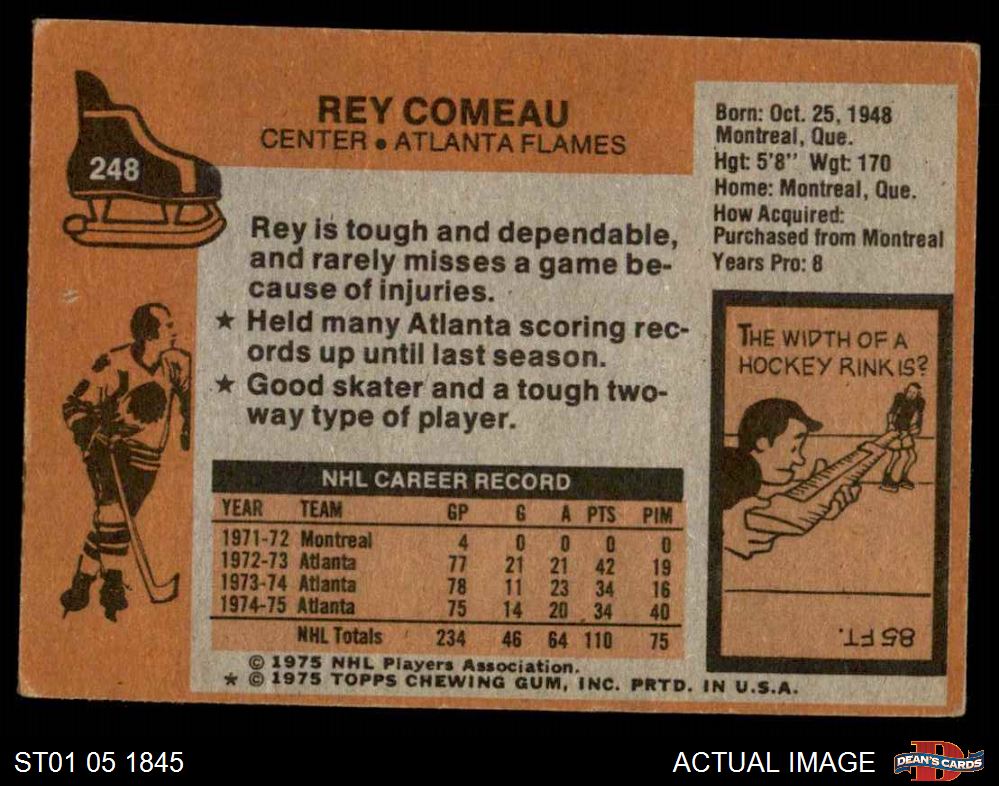 248
REY COMEAU
CENTER • ATLANTA FLAMES
Rey is tough and dependable,
and rarely misses a game be-
cause of injuries.
★ Held many Atlanta scoring rec-
ords up until last season.
★ Good skater and a tough two-
way type of player.
Born: Oct. 25, 1948
Montreal, Que.
Hgt: 5'8" Wgt: 170
Home: Montreal, Que.
How Acquired:
Purchased from Montreal
Years Pro: 8
THE WIDTH OF A
HOCKEY RINK IS?
85 FT.
NHL CAREER RECORD
YEAR TEAM GP G A PTS PIM
1971-72 Montreal 4 0 0 0 0
1972-73 Atlanta 77 21 21 42 19
1973-74 Atlanta 78 11 23 34 16
1974-75 Atlanta 75 14 20 34 40
NHL Totals 234 46 64 110 75
© 1975 NHL Players Association.
★ © 1975 TOPPS CHEWING GUM, INC. PRTD. IN U.S.A.
ST01 05 1845
ACTUAL IMAGE
DEAN'S CARDS